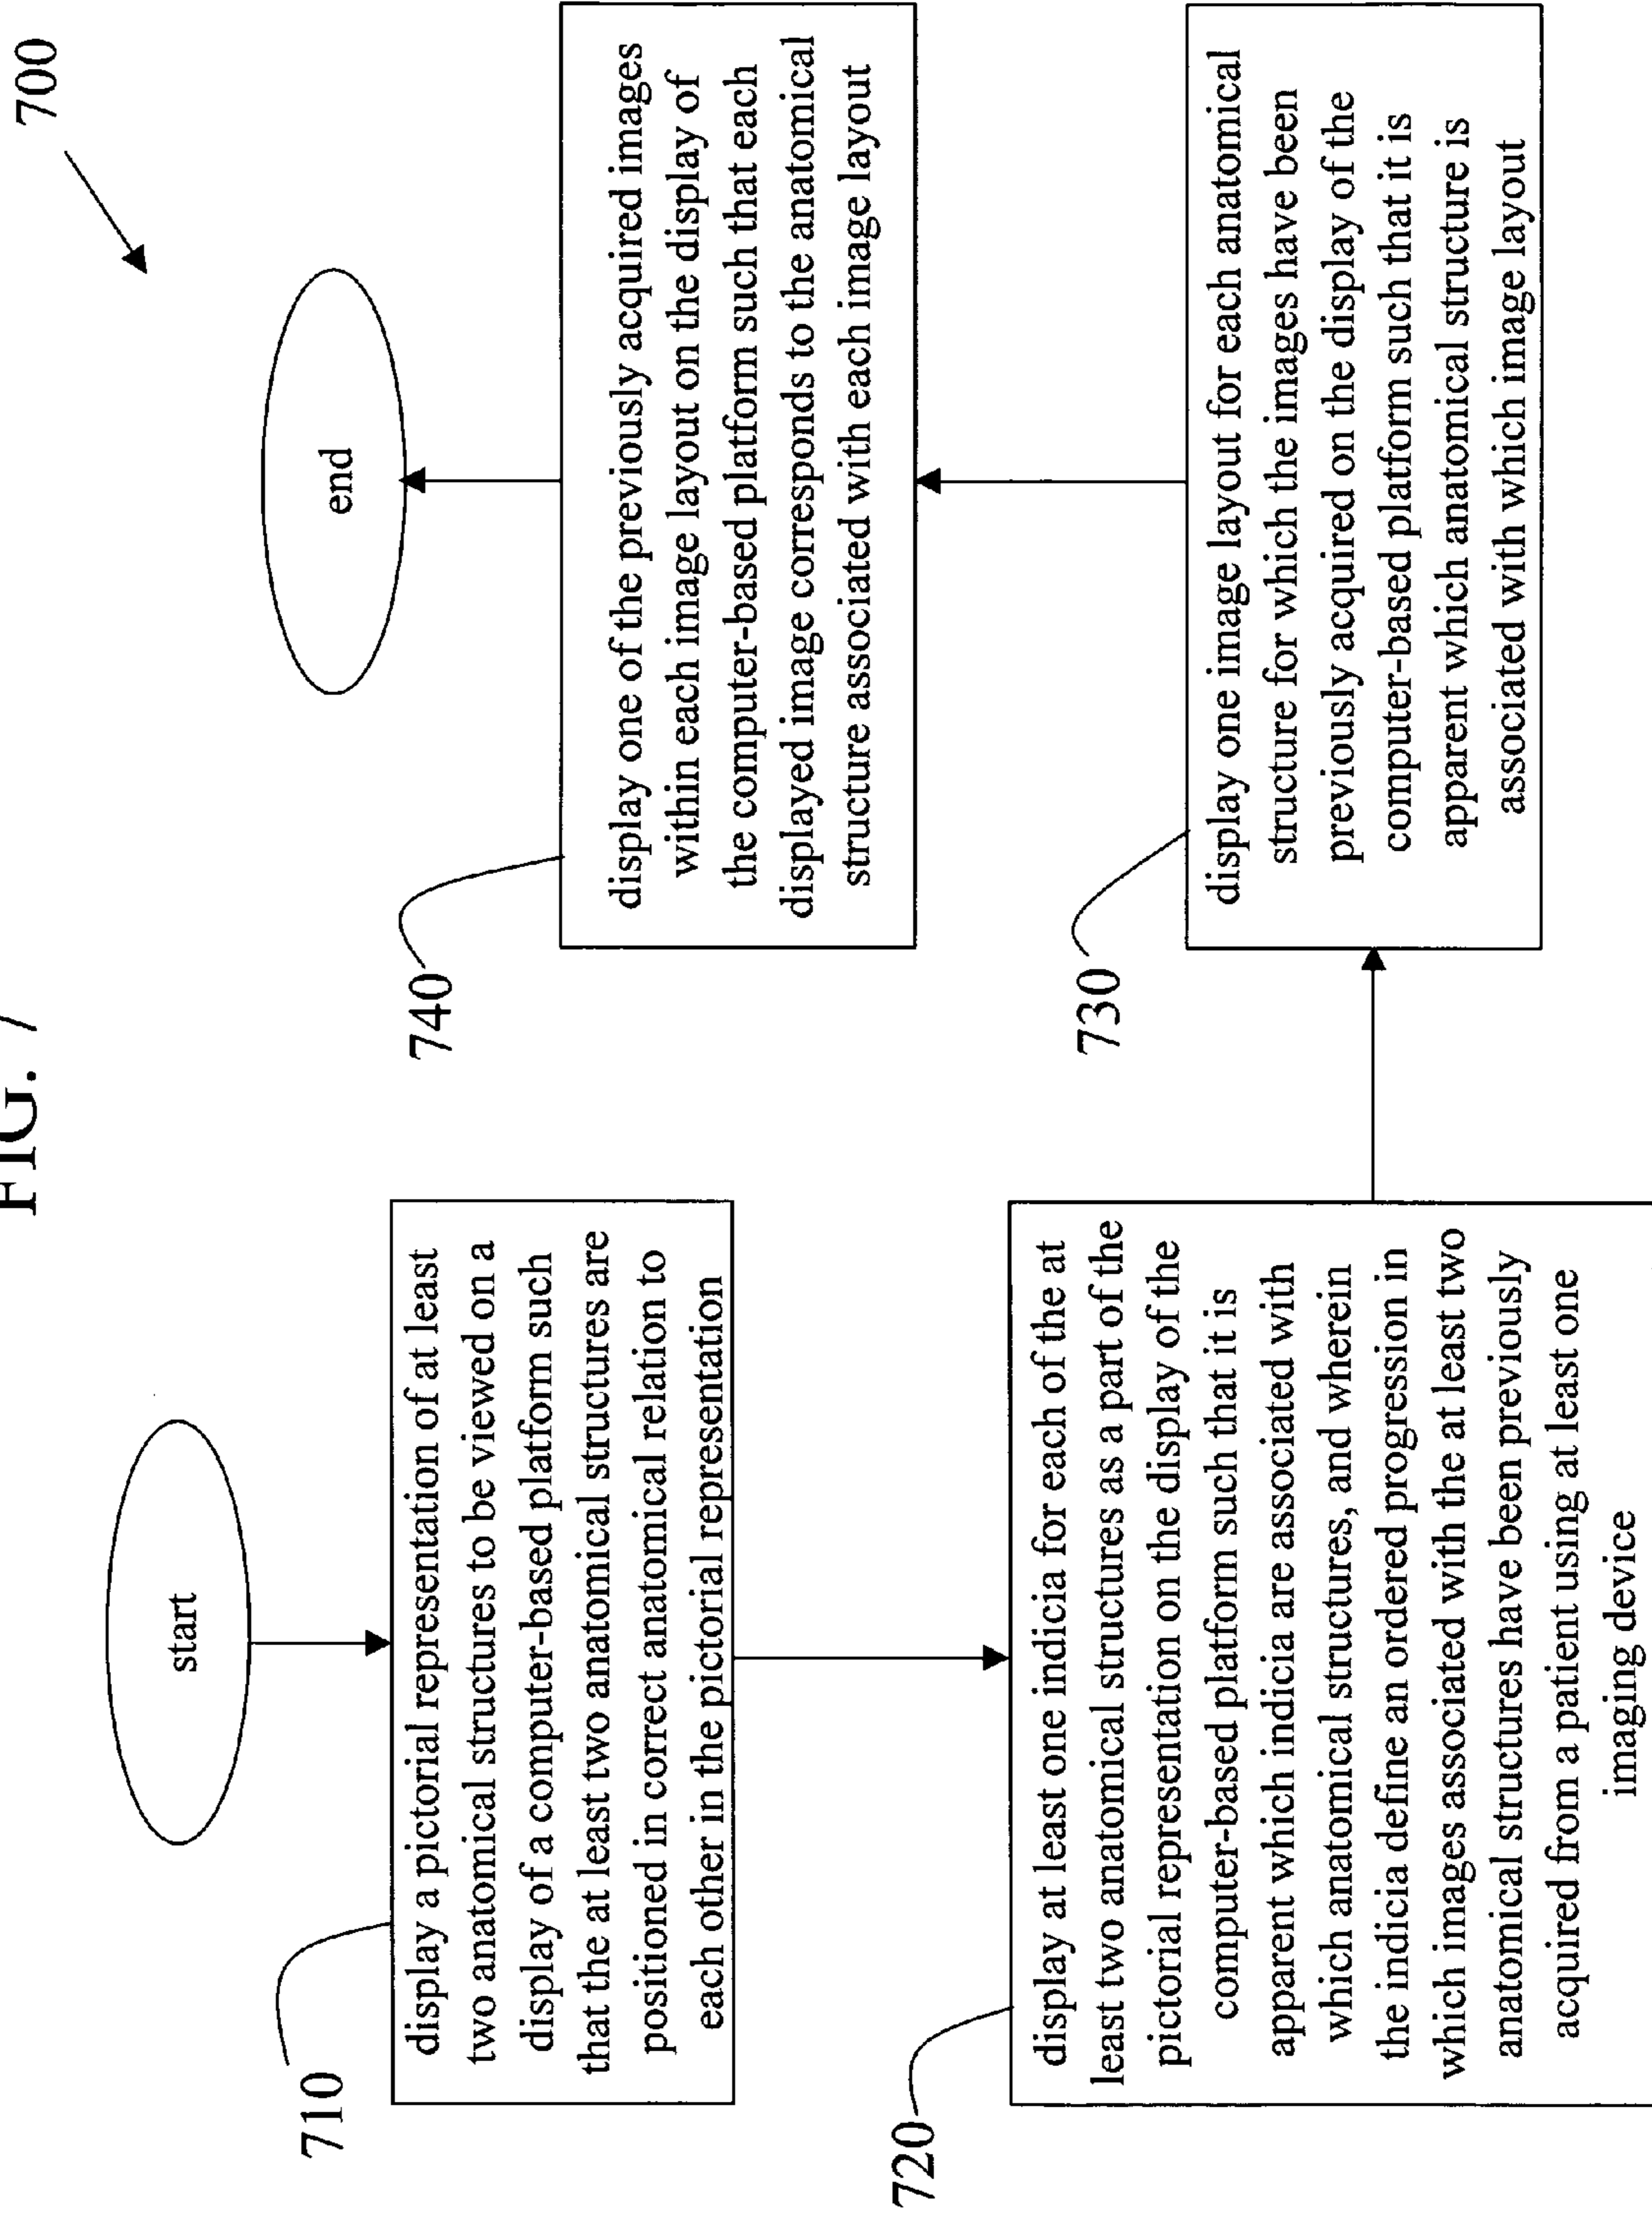 FIG. 7
700
start
710
display a pictorial representation of at least
two anatomical structures to be viewed on a
display of a computer-based platform such
that the at least two anatomical structures are
positioned in correct anatomical relation to
each other in the pictorial representation
720
display at least one indicia for each of the at
least two anatomical structures as a part of the
pictorial representation on the display of the
computer-based platform such that it is
apparent which indicia are associated with
which anatomical structures, and wherein
the indicia define an ordered progression in
which images associated with the at least two
anatomical structures have been previously
acquired from a patient using at least one
imaging device
730
display one image layout for each anatomical
structure for which the images have been
previously acquired on the display of the
computer-based platform such that it is
apparent which anatomical structure is
associated with which image layout
740
display one of the previously acquired images
within each image layout on the display of
the computer-based platform such that each
displayed image corresponds to the anatomical
structure associated with each image layout
end